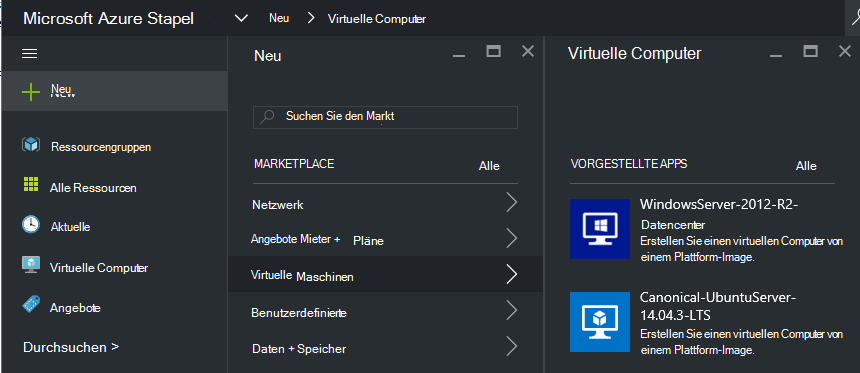 Microsoft Azure Stapel
Neu
Virtuelle Computer
Neu
Ressourcengruppen
Alle Ressourcen
Aktuelle
Virtuelle Computer
Angebote
Durchsuchen >
Neu
Suchen Sie den Markt
MARKETPLACE Alle
Netzwerk
Angebote Mieter + Pläne
Virtuelle Maschinen
Benutzerdefinierte
Daten + Speicher
Virtuelle Computer
VORGESTELLTE APPS Alle
WindowsServer-2012-R2-
Datencenter
Erstellen Sie einen virtuellen Computer von
einem Plattform-Image.
Canonical-UbuntuServer-
14.04.3-LTS
Erstellen Sie einen virtuellen Computer von
einem Plattform-Image.